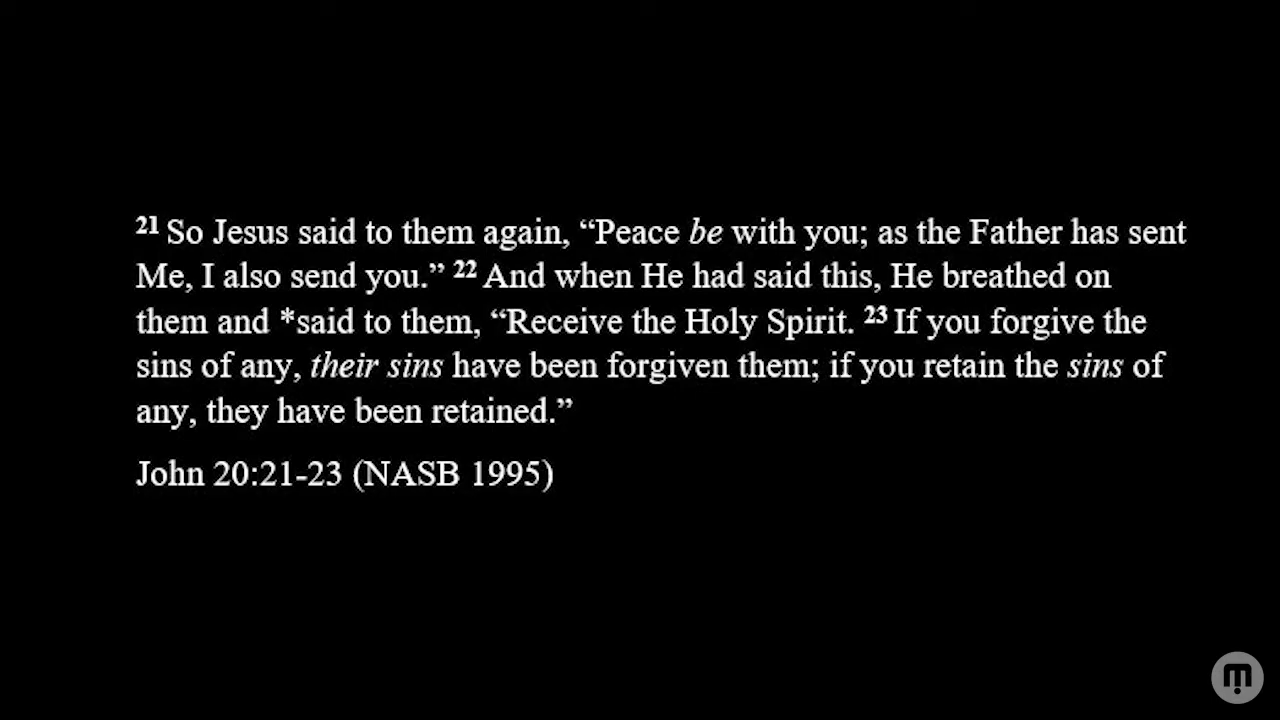 21 So Jesus said to them again, “Peace be with you; as the Father has sent
Me, I also send you.” 22 And when He had said this, He breathed on
them and *said to them, “Receive the Holy Spirit. 23 If you forgive the
sins of any, their sins have been forgiven them; if you retain the sins of
any, they have been retained.”
John 20:21-23 (NASB 1995)